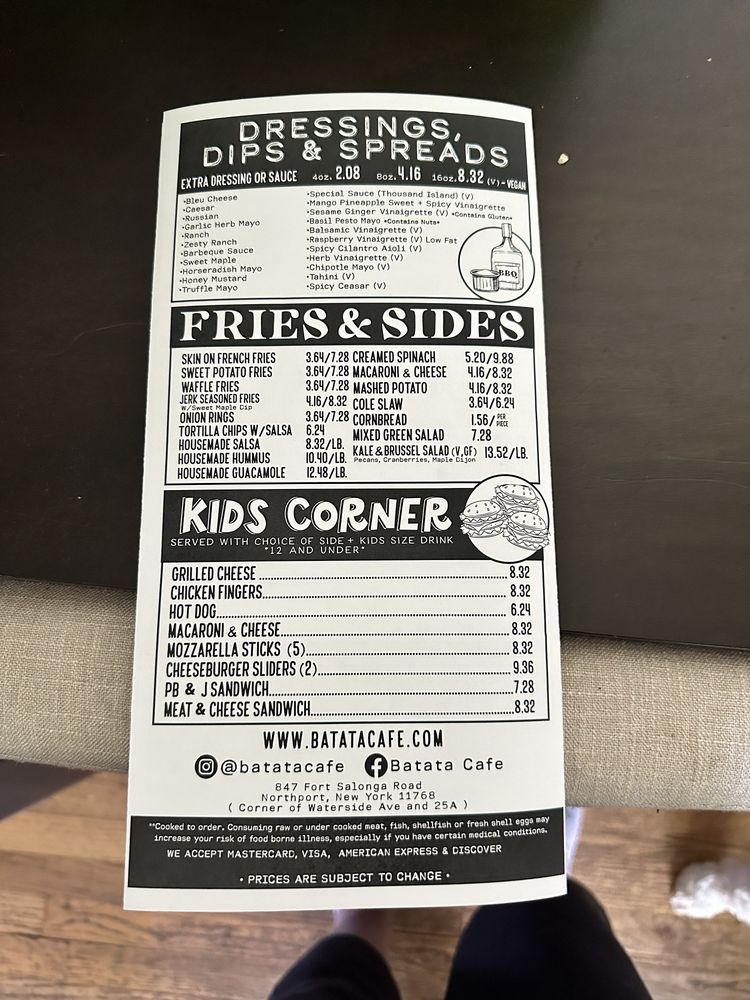 DRESSINGS,
DIPS & SPREADS
EXTRA DRESSING OR SAUCE 4oz. 2.08 8oz. 4.16 16oz. 8.32 (V) - VEGAN
•Bleu Cheese
•Caesar
•Russian
•Garlic Herb Mayo
•Ranch
•Zesty Ranch
•Barbeque Sauce
•Sweet Maple
•Horseradish Mayo
•Honey Mustard
•Truffle Mayo
•Special Sauce (Thousand Island) (V)
•Mango Pineapple Sweet + Spicy Vinaigrette
•Sesame Ginger Vinaigrette (V) *Contains Gluten*
•Basil Pesto Mayo *Contains Nuts*
•Balsamic Vinaigrette (V)
•Raspberry Vinaigrette (V) Low Fat
•Spicy Cilantro Aioli (V)
•Herb Vinaigrette (V)
•Chipotle Mayo (V)
•Tahini (V)
•Spicy Ceasar (V)
BBQ
FRIES & SIDES
SKIN ON FRENCH FRIES 3.64/7.28
SWEET POTATO FRIES 3.64/7.28
WAFFLE FRIES 3.64/7.28
JERK SEASONED FRIES 4.16/8.32
W/Sweet Maple Dip
ONION RINGS 3.64/7.28
TORTILLA CHIPS W/SALSA 6.24
HOUSEMADE SALSA 8.32/LB.
HOUSEMADE HUMMUS 10.40/LB.
HOUSEMADE GUACAMOLE 12.48/LB.
CREAMED SPINACH 5.20/9.88
MACARONI & CHEESE 4.16/8.32
MASHED POTATO 4.16/8.32
COLE SLAW 3.64/6.24
CORNBREAD 1.56/PER PIECE
MIXED GREEN SALAD 7.28
KALE & BRUSSEL SALAD (V,GF) 13.52/LB.
Pecans, Cranberries, Maple Dijon
KIDS CORNER
SERVED WITH CHOICE OF SIDE + KIDS SIZE DRINK
"12 AND UNDER"
GRILLED CHEESE 8.32
CHICKEN FINGERS 8.32
HOT DOG 6.24
MACARONI & CHEESE 8.32
MOZZARELLA STICKS (5) 8.32
CHEESEBURGER SLIDERS (2) 9.36
PB & J SANDWICH 7.28
MEAT & CHEESE SANDWICH 8.32
WWW.BATATACAFE.COM
@batatacafe Batata Cafe
847 Fort Salonga Road
Northport, New York 11768
( Corner of Waterside Ave and 25A )
**Cooked to order. Consuming raw or under cooked meat, fish, shellfish or fresh shell eggs may
increase your risk of food borne illness, especially if you have certain medical conditions.
WE ACCEPT MASTERCARD, VISA, AMERICAN EXPRESS & DISCOVER
• PRICES ARE SUBJECT TO CHANGE •